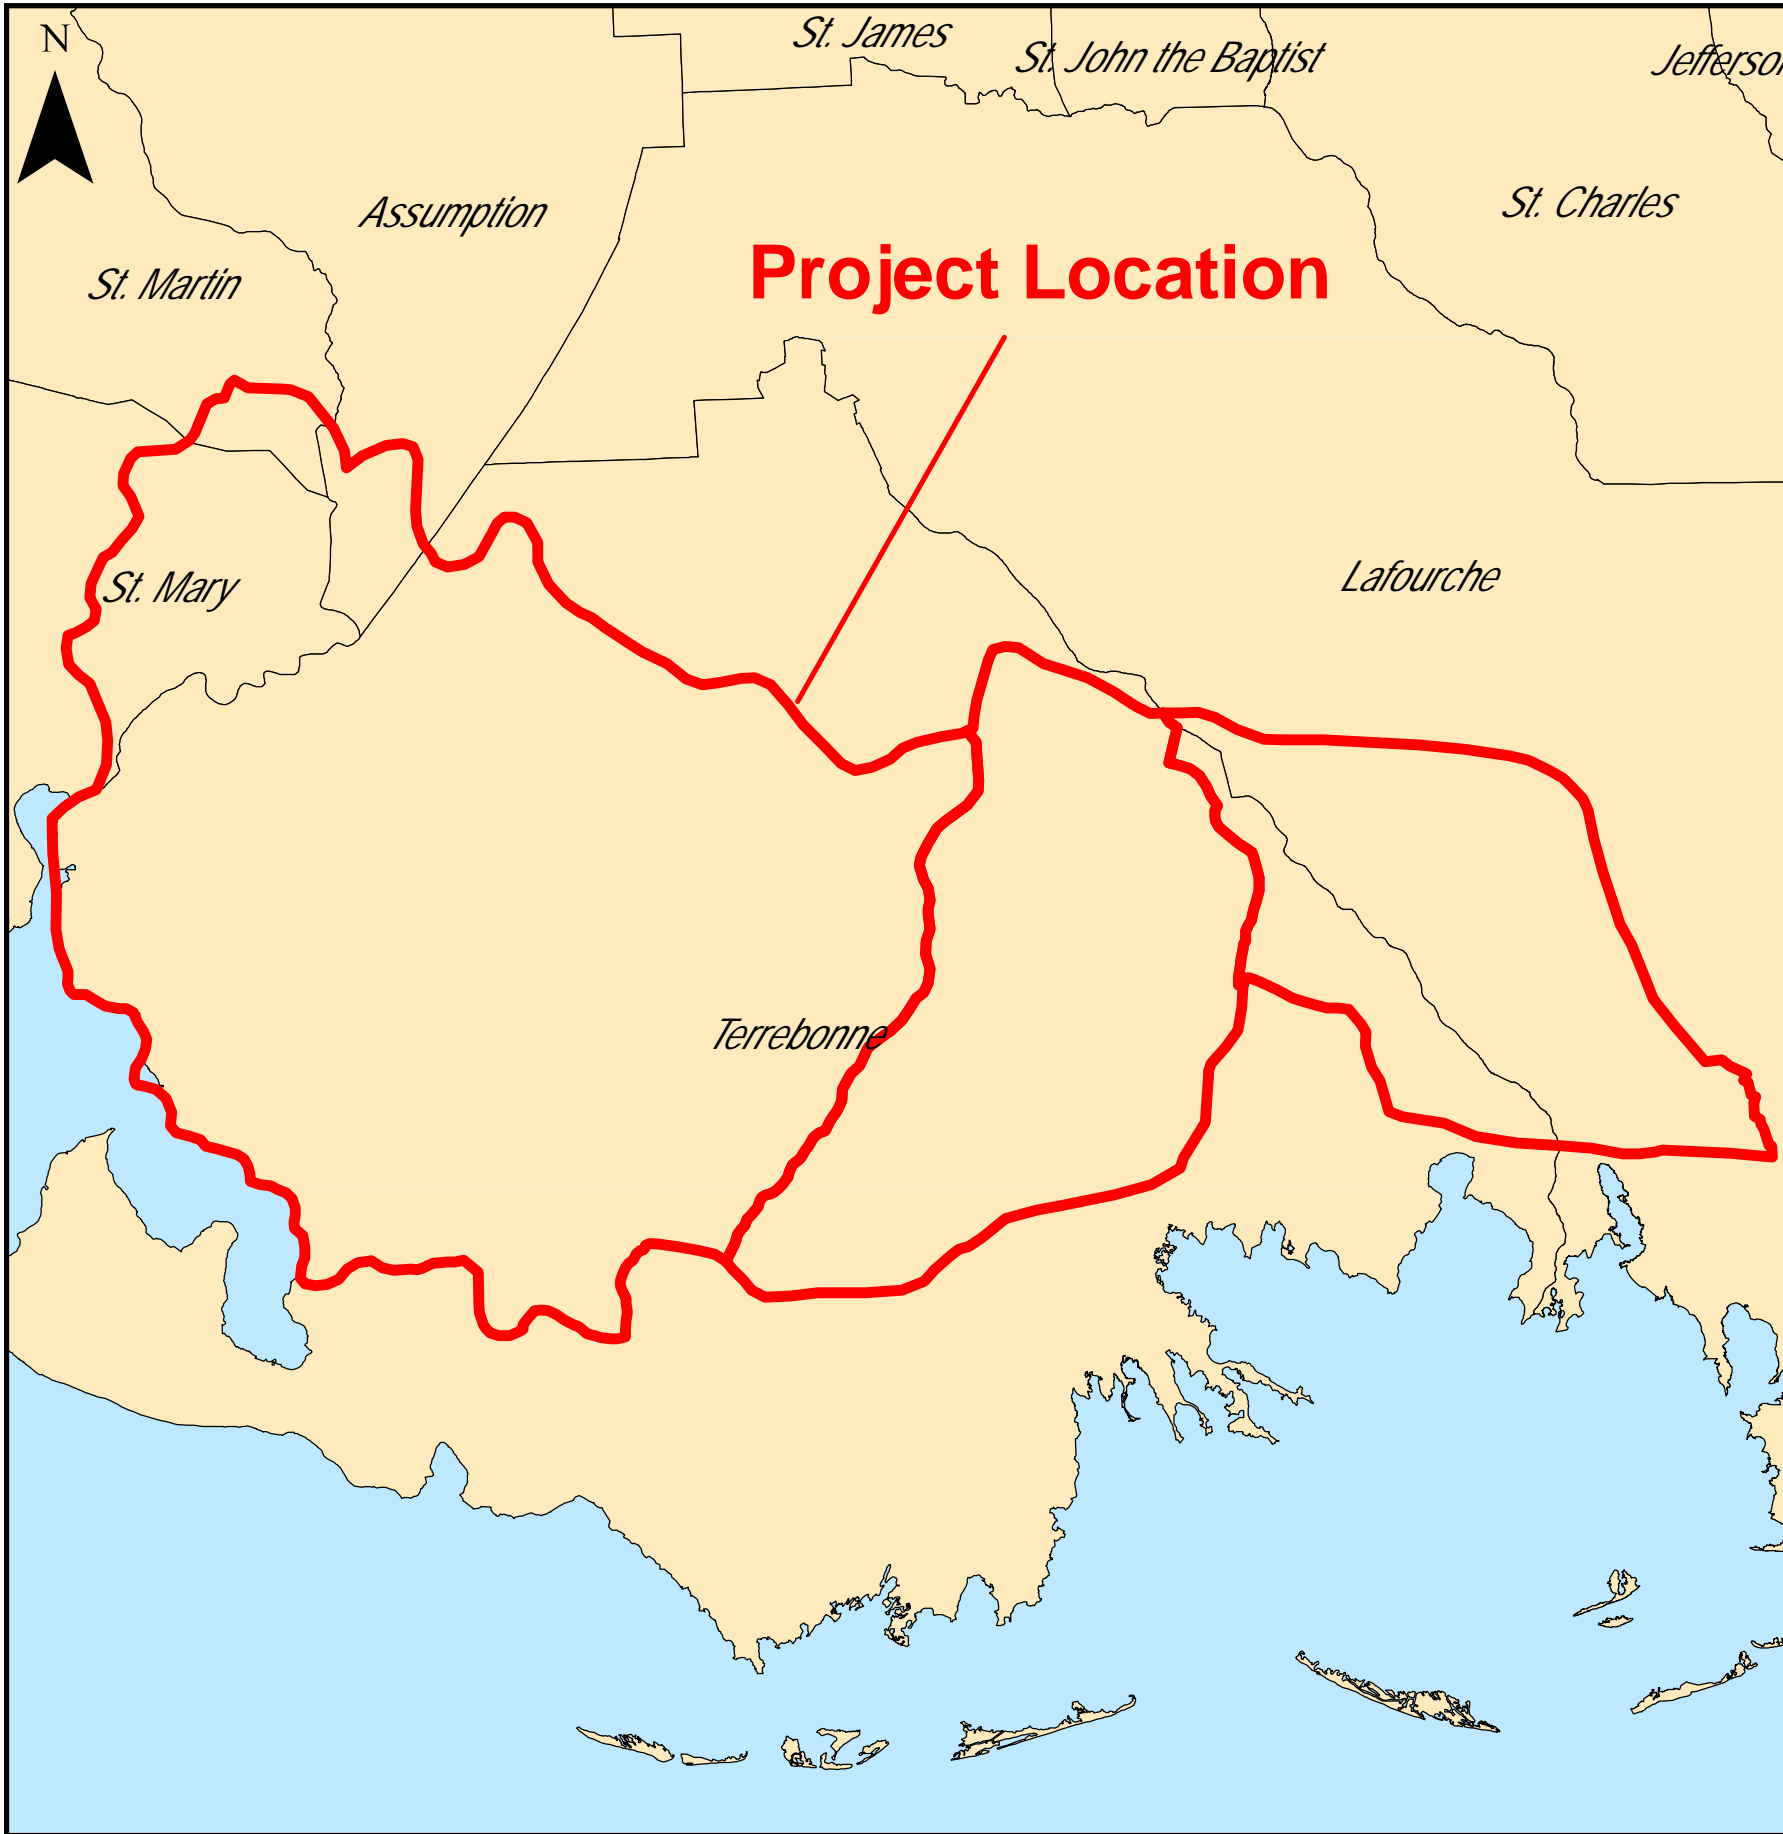 N
St. James
St. John the Baptist
Jefferson
Assumption
St. Charles
St. Martin
Project Location
Lafourche
St. Mary
Terrebonne